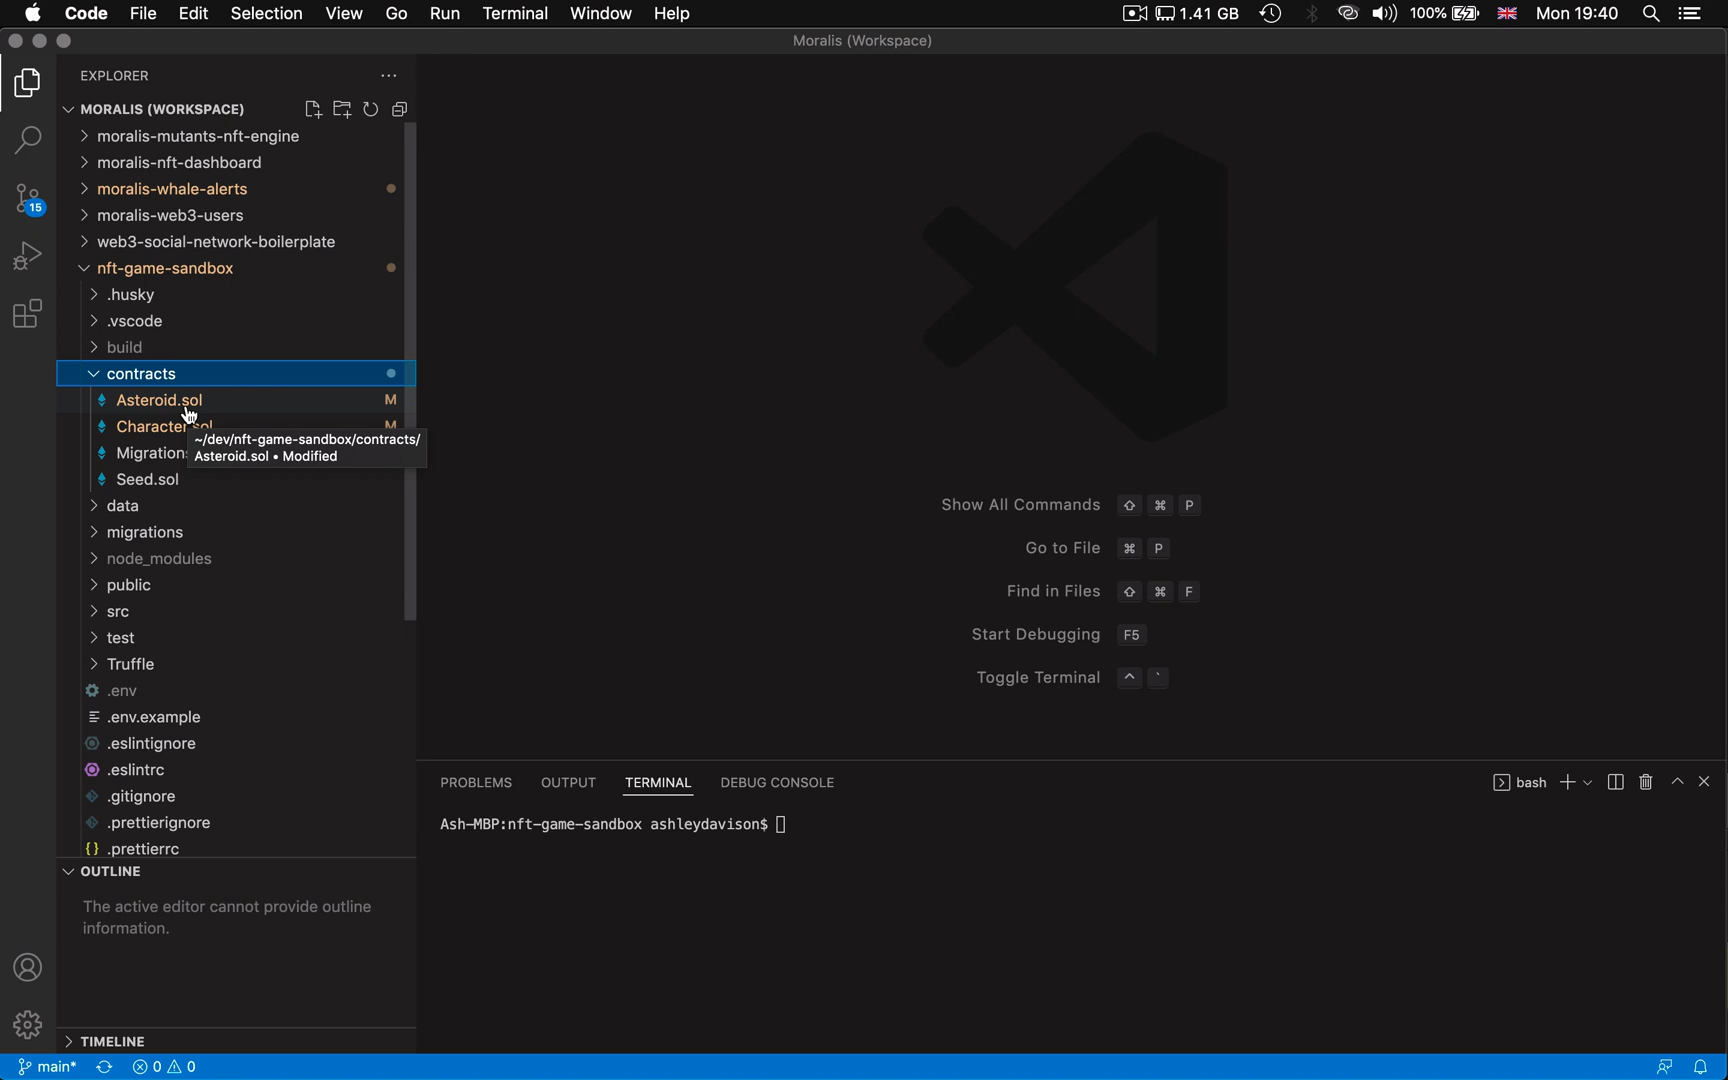 Code File Edit Selection View Go Run Terminal Window Help 1.41 GB 100% Mon 19:40
Moralis (Workspace)
EXPLORER
MORALIS (WORKSPACE)
moralis-mutants-nft-engine
moralis-nft-dashboard
moralis-whale-alerts
15
moralis-web3-users
web3-social-network-boilerplate
nft-game-sandbox
.husky
.vscode
build
contracts
Asteroid.sol M
Character.sol M
~/dev/nft-game-sandbox/contracts/
Asteroid.sol • Modified
Seed.sol
data
migrations
node_modules
public
src
test
Truffle
.env
.env.example
.eslintignore
.eslintrc
.gitignore
.prettierignore
{} .prettierrc
OUTLINE
The active editor cannot provide outline
information.
TIMELINE
Show All Commands ⇧ ⌘ P
Go to File ⌘ P
Find in Files ⇧ ⌘ F
Start Debugging F5
Toggle Terminal ^ `
PROBLEMS OUTPUT TERMINAL DEBUG CONSOLE bash
Ash-MBP:nft-game-sandbox ashleydavison$
main* 0 0